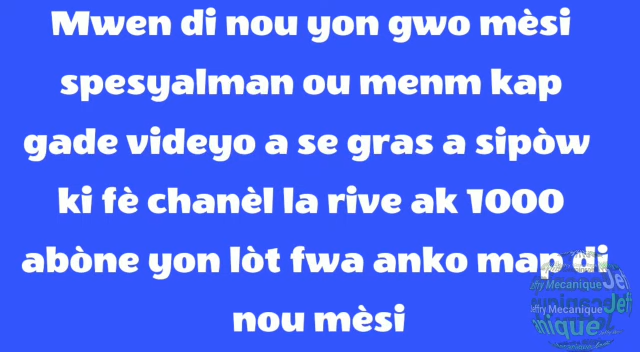 Mwen di nou yon gwo mèsi
spesyalman ou menm kap
gade videyo a se gras a sipòw
ki fè chanèl la rive ak 1000
abòne yon lòt fwa anko map di
nou mèsi